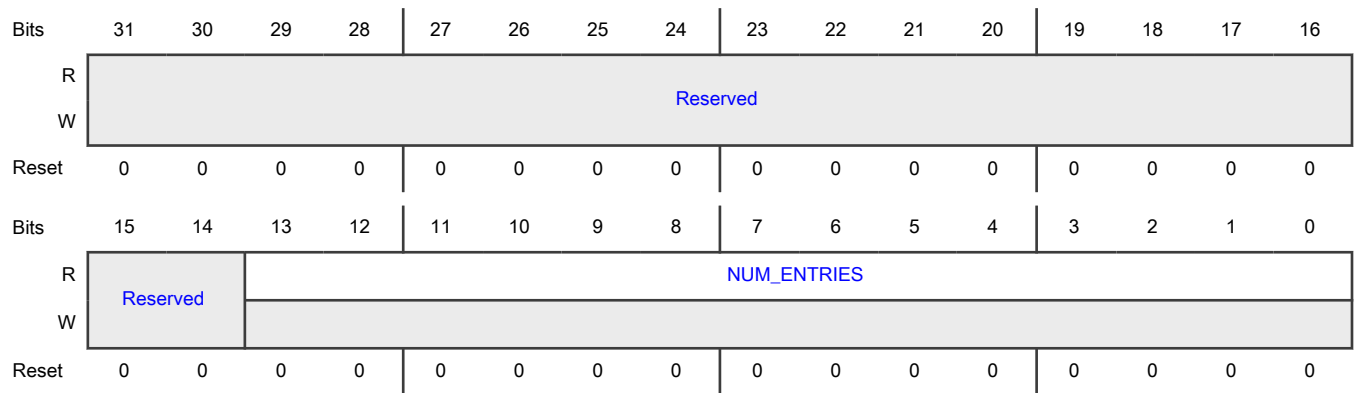 Bits 31 30 29 28 27 26 25 24 23 22 21 20 19 18 17 16
R
Reserved
W
Reset 0 0 0 0 0 0 0 0 0 0 0 0 0 0 0 0
Bits 15 14 13 12 11 10 9 8 7 6 5 4 3 2 1 0
R NUM_ENTRIES
Reserved
W
Reset 0 0 0 0 0 0 0 0 0 0 0 0 0 0 0 0